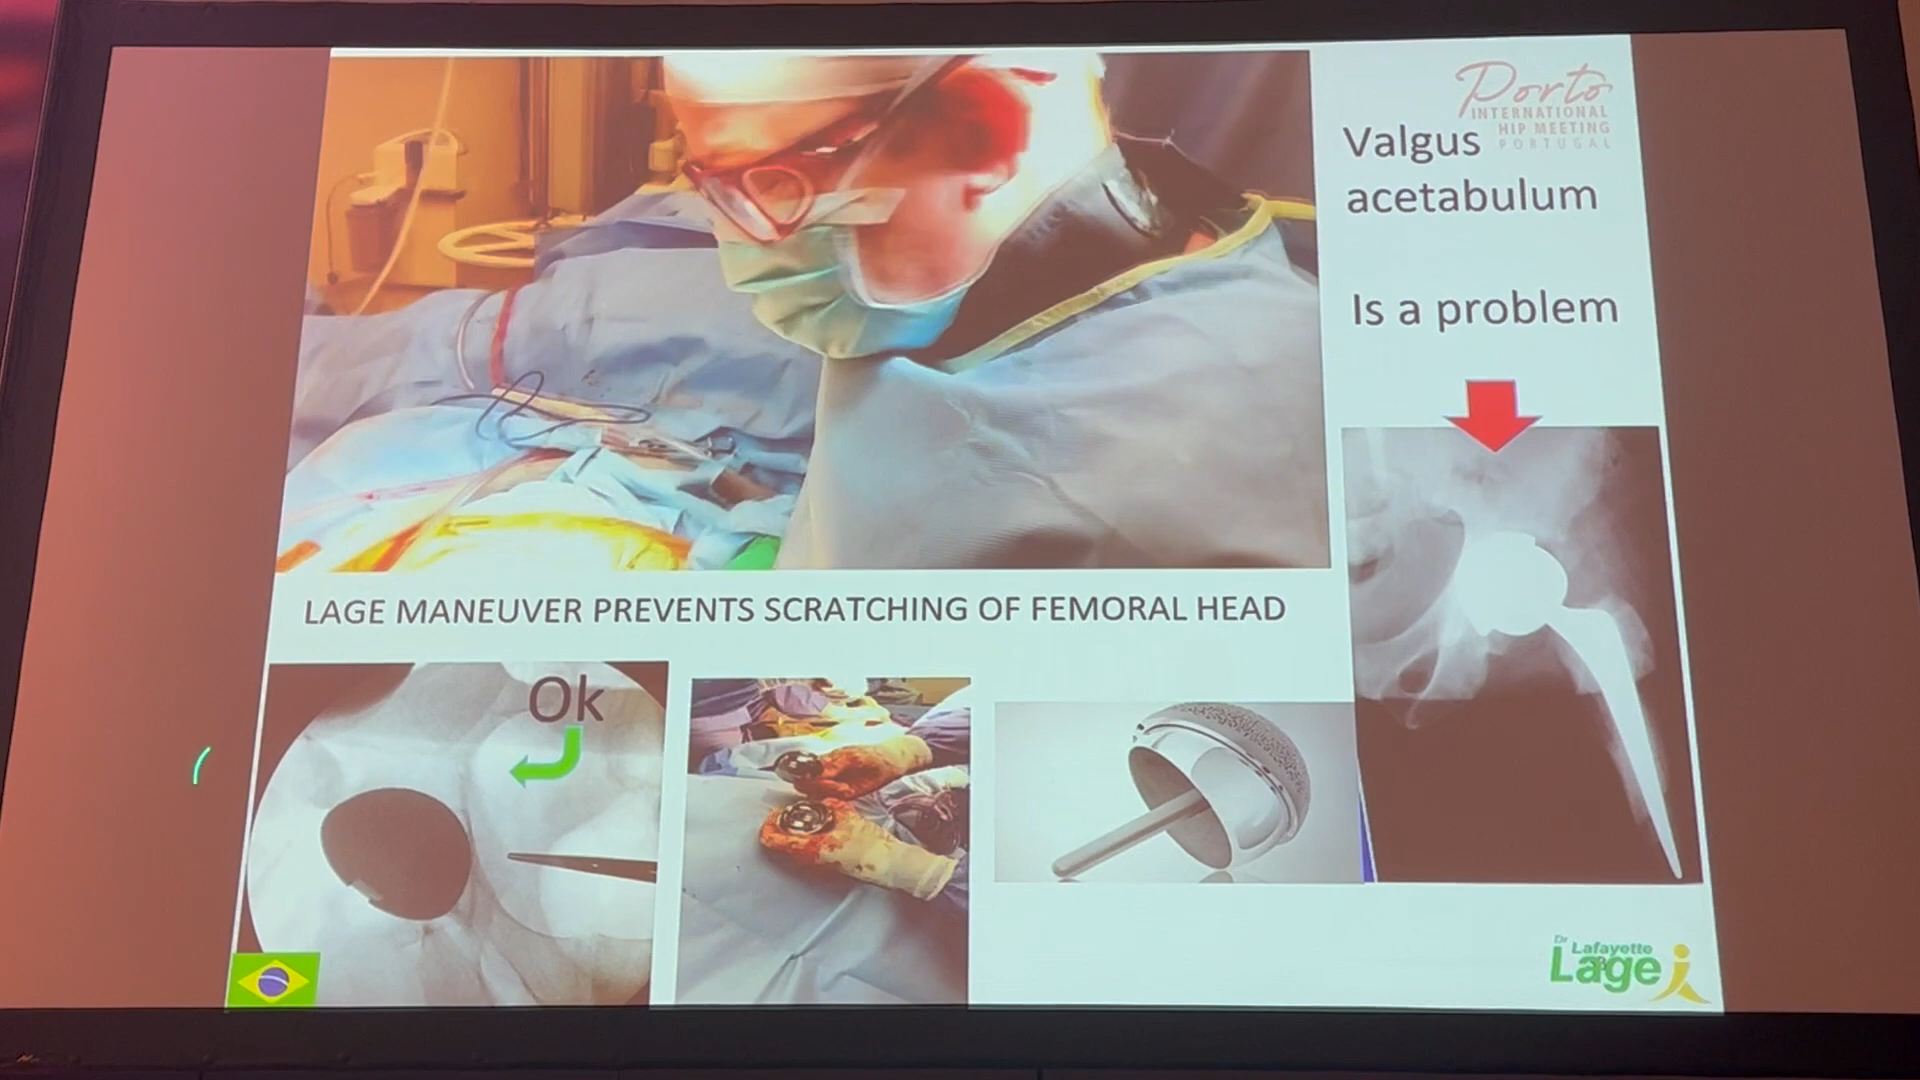 Porto
INTERNATIONAL
HIP MEETING
PORTUGAL
Valgus
acetabulum
Is a problem
LAGE MANEUVER PREVENTS SCRATCHING OF FEMORAL HEAD
Ok
Dr Lafayette
Lage